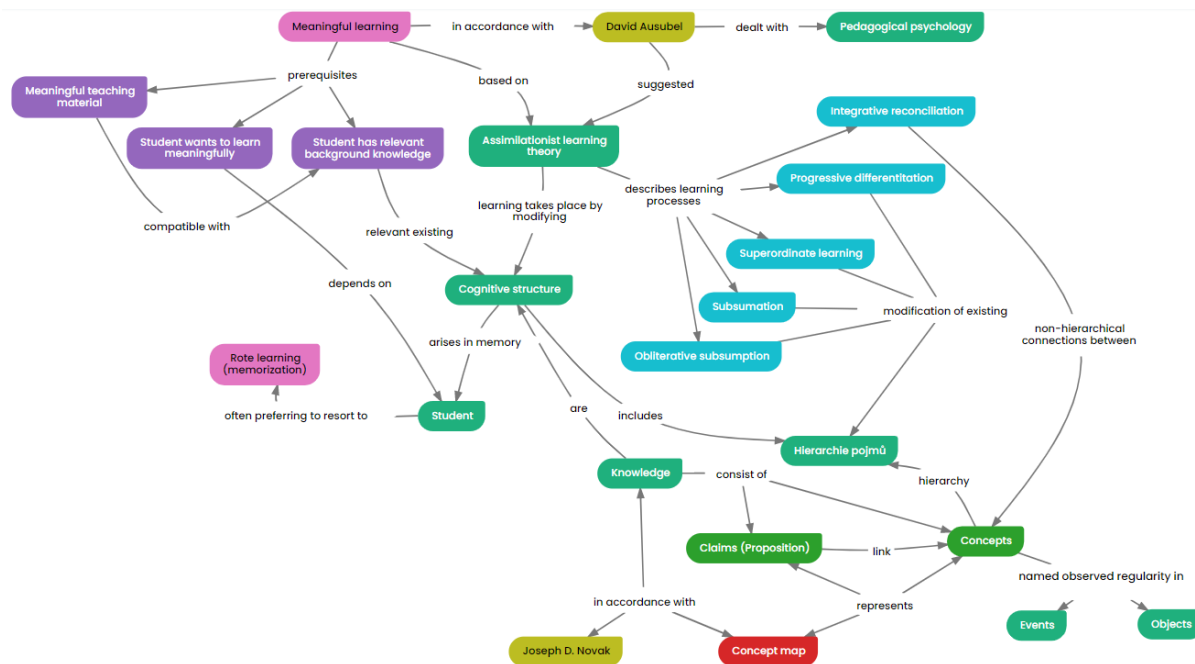 Meaningful learning
in accordance with
David Ausubel
dealt with
Pedagogical psychology
prerequisites
based on
suggested
Meaningful teaching
material
Integrative reconciliation
Student wants to learn
meaningfully
Student has relevant
background knowledge
Assimilationist learning
theory
Progressive differentitation
describes learning
processes
learning takes place by
modifying
compatible with
relevant existing
Superordinate learning
depends on
Cognitive structure
Subsumation
modification of existing
non-hierarchical
connections between
arises in memory
Obliterative subsumption
Rote learning
(memorization)
often preferring to resort to
Student
are
includes
Hierarchie pojmů
Knowledge
consist of
hierarchy
Claims (Proposition)
link
Concepts
named observed regularity in
in accordance with
represents
Events
Objects
Joseph D. Novak
Concept map